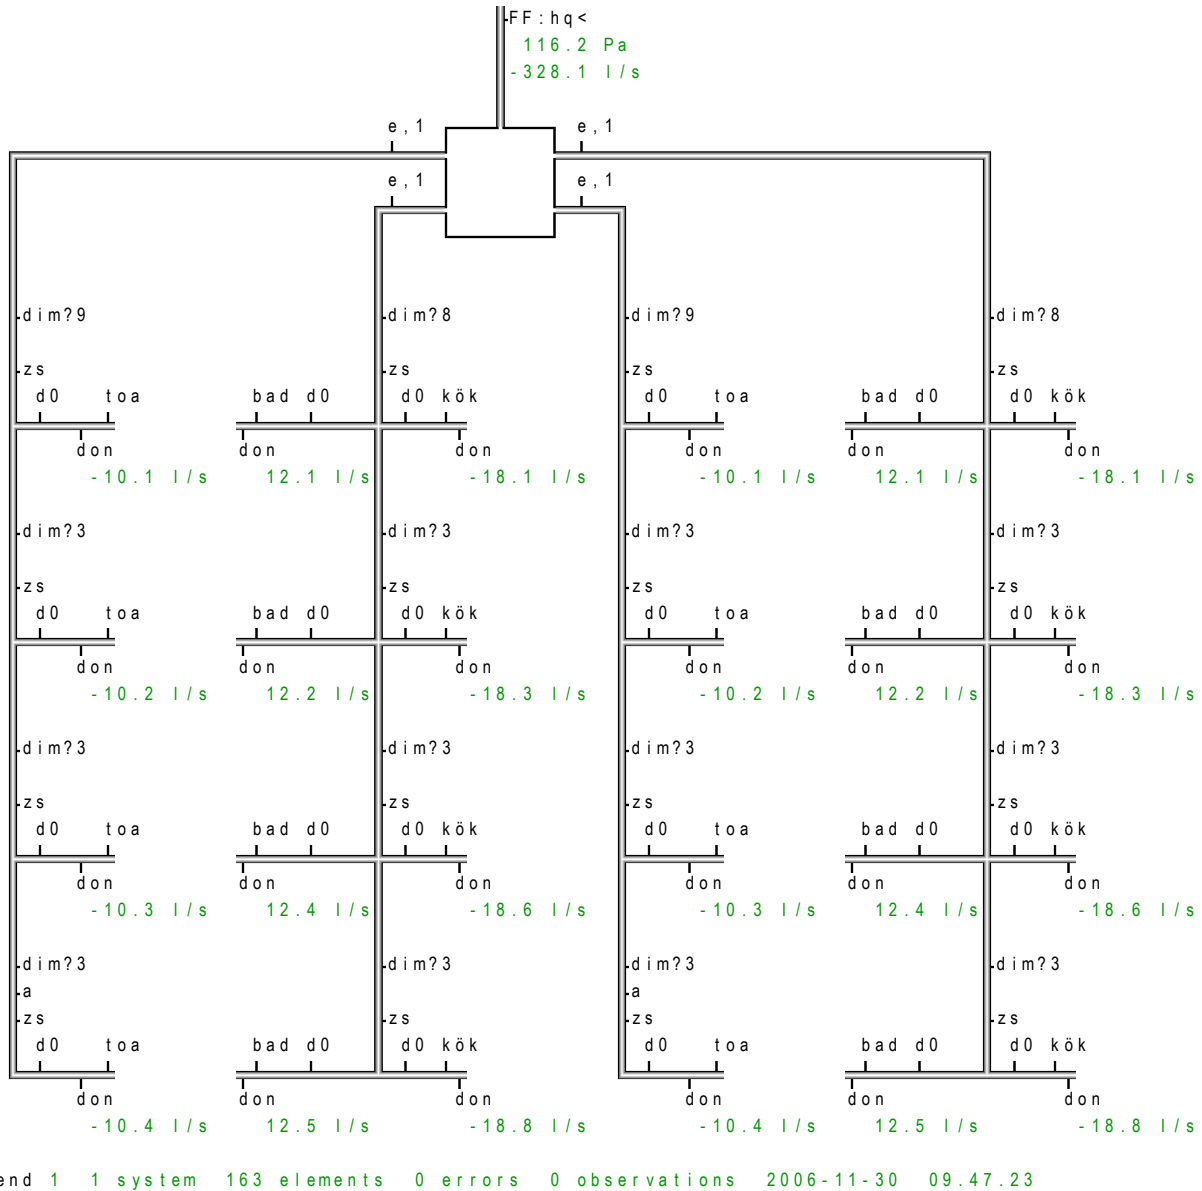 FF:hq<
116.2 Pa
-328.1 l/s
e,1 e,1
e,1 e,1
dim?9 dim?8 dim?9 dim?8
zs zs zs zs
d0 toa bad d0 d0 kök d0 toa bad d0 d0 kök
don don don don don don
-10.1 l/s 12.1 l/s -18.1 l/s -10.1 l/s 12.1 l/s -18.1 l/s
dim?3 dim?3 dim?3 dim?3
zs zs zs zs
d0 toa bad d0 d0 kök d0 toa bad d0 d0 kök
don don don don don don
-10.2 l/s 12.2 l/s -18.3 l/s -10.2 l/s 12.2 l/s -18.3 l/s
dim?3 dim?3 dim?3 dim?3
zs zs zs zs
d0 toa bad d0 d0 kök d0 toa bad d0 d0 kök
don don don don don don
-10.3 l/s 12.4 l/s -18.6 l/s -10.3 l/s 12.4 l/s -18.6 l/s
dim?3 dim?3 dim?3 dim?3
a a
zs zs zs zs
d0 toa bad d0 d0 kök d0 toa bad d0 d0 kök
don don don don don don
-10.4 l/s 12.5 l/s -18.8 l/s -10.4 l/s 12.5 l/s -18.8 l/s
end 1 1 system 163 elements 0 errors 0 observations 2006-11-30 09.47.23